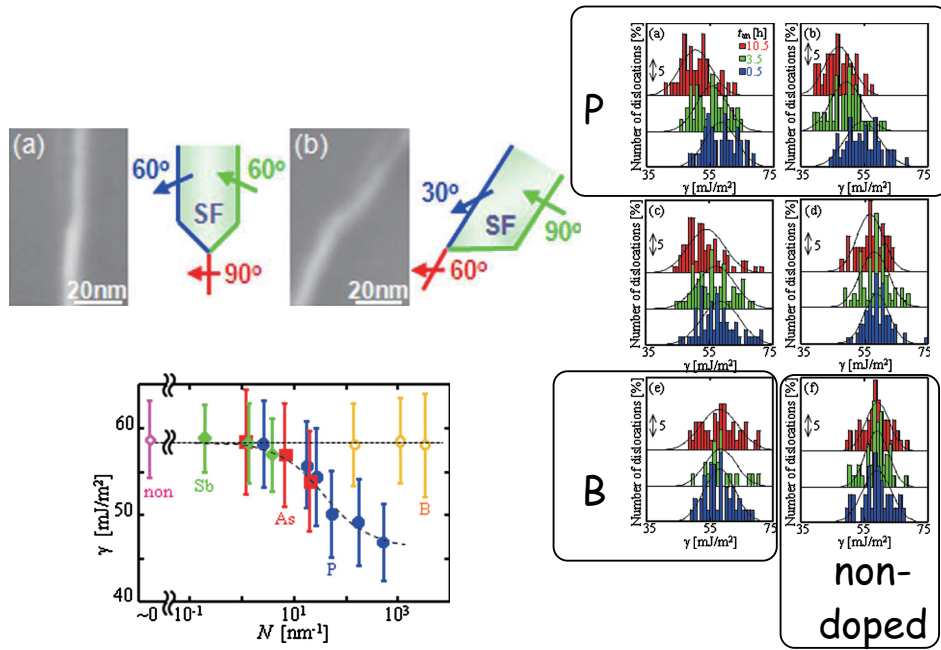 (a)
60°
60°
SF
90°
20nm
(b)
30°
SF
90°
60°
20nm
P
Number of dislocations [%]
(a)
t_an [h]
10.5
3.5
0.5
5
35
55
75
γ [mJ/m²]
Number of dislocations [%]
(b)
5
35
55
75
γ [mJ/m²]
Number of dislocations [%]
(c)
5
35
55
75
γ [mJ/m²]
Number of dislocations [%]
(d)
5
35
55
75
γ [mJ/m²]
B
Number of dislocations [%]
(e)
5
35
55
75
γ [mJ/m²]
Number of dislocations [%]
(f)
5
35
55
75
γ [mJ/m²]
non-
doped
γ [mJ/m²]
60
50
40
non
Sb
As
P
B
~0
10⁻¹
10¹
10³
N [nm⁻¹]